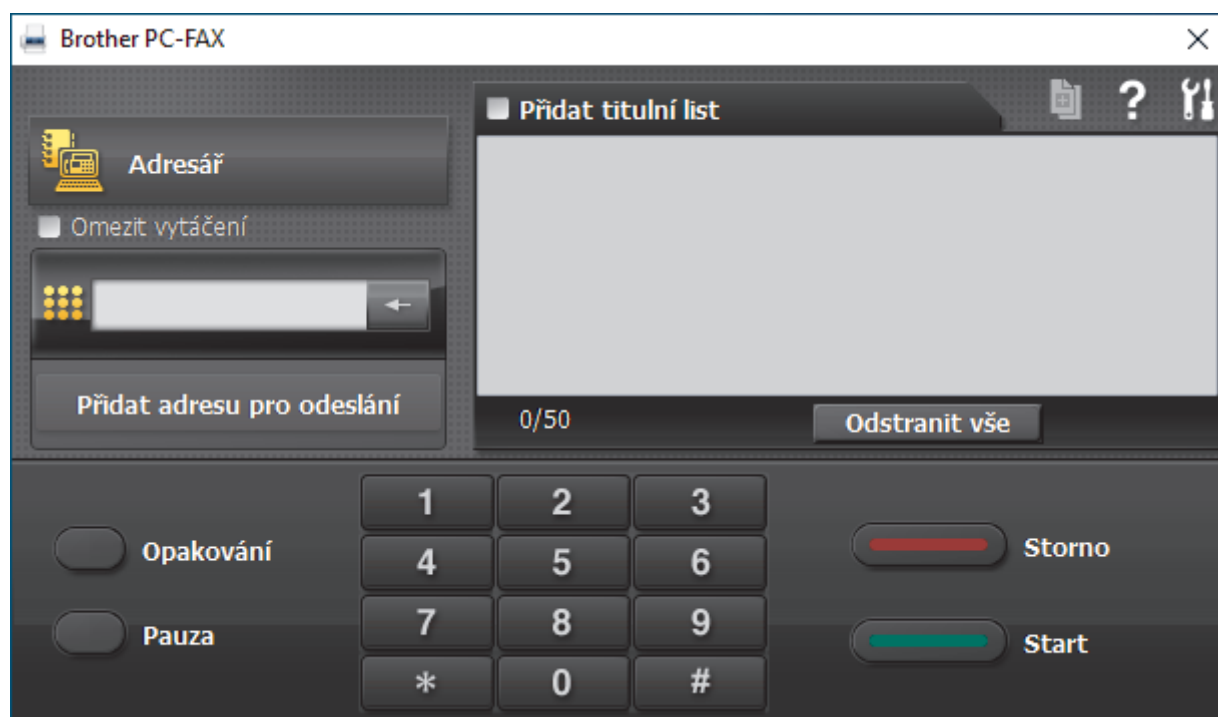 Brother PC-FAX
Přidat titulní list
?
Adresář
Omezit vytáčení
Přidat adresu pro odeslání
0/50
Odstranit vše
1 2 3
4 5 6
7 8 9
* 0 #
Opakování
Pauza
Storno
Start